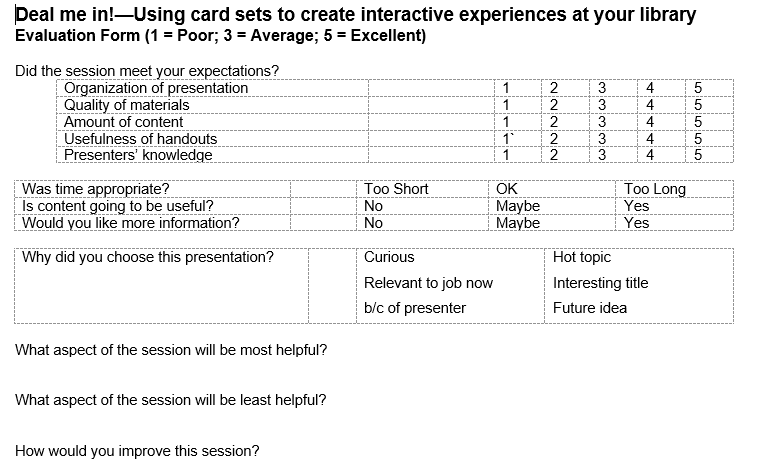 Deal me in!—Using card sets to create interactive experiences at your library
Evaluation Form (1 = Poor; 3 = Average; 5 = Excellent)
Did the session meet your expectations?
Organization of presentation 1 2 3 4 5
Quality of materials 1 2 3 4 5
Amount of content 1 2 3 4 5
Usefulness of handouts 1` 2 3 4 5
Presenters' knowledge 1 2 3 4 5
Was time appropriate? Too Short OK Too Long
Is content going to be useful? No Maybe Yes
Would you like more information? No Maybe Yes
Why did you choose this presentation? Curious Hot topic
Relevant to job now Interesting title
b/c of presenter Future idea
What aspect of the session will be most helpful?
What aspect of the session will be least helpful?
How would you improve this session?